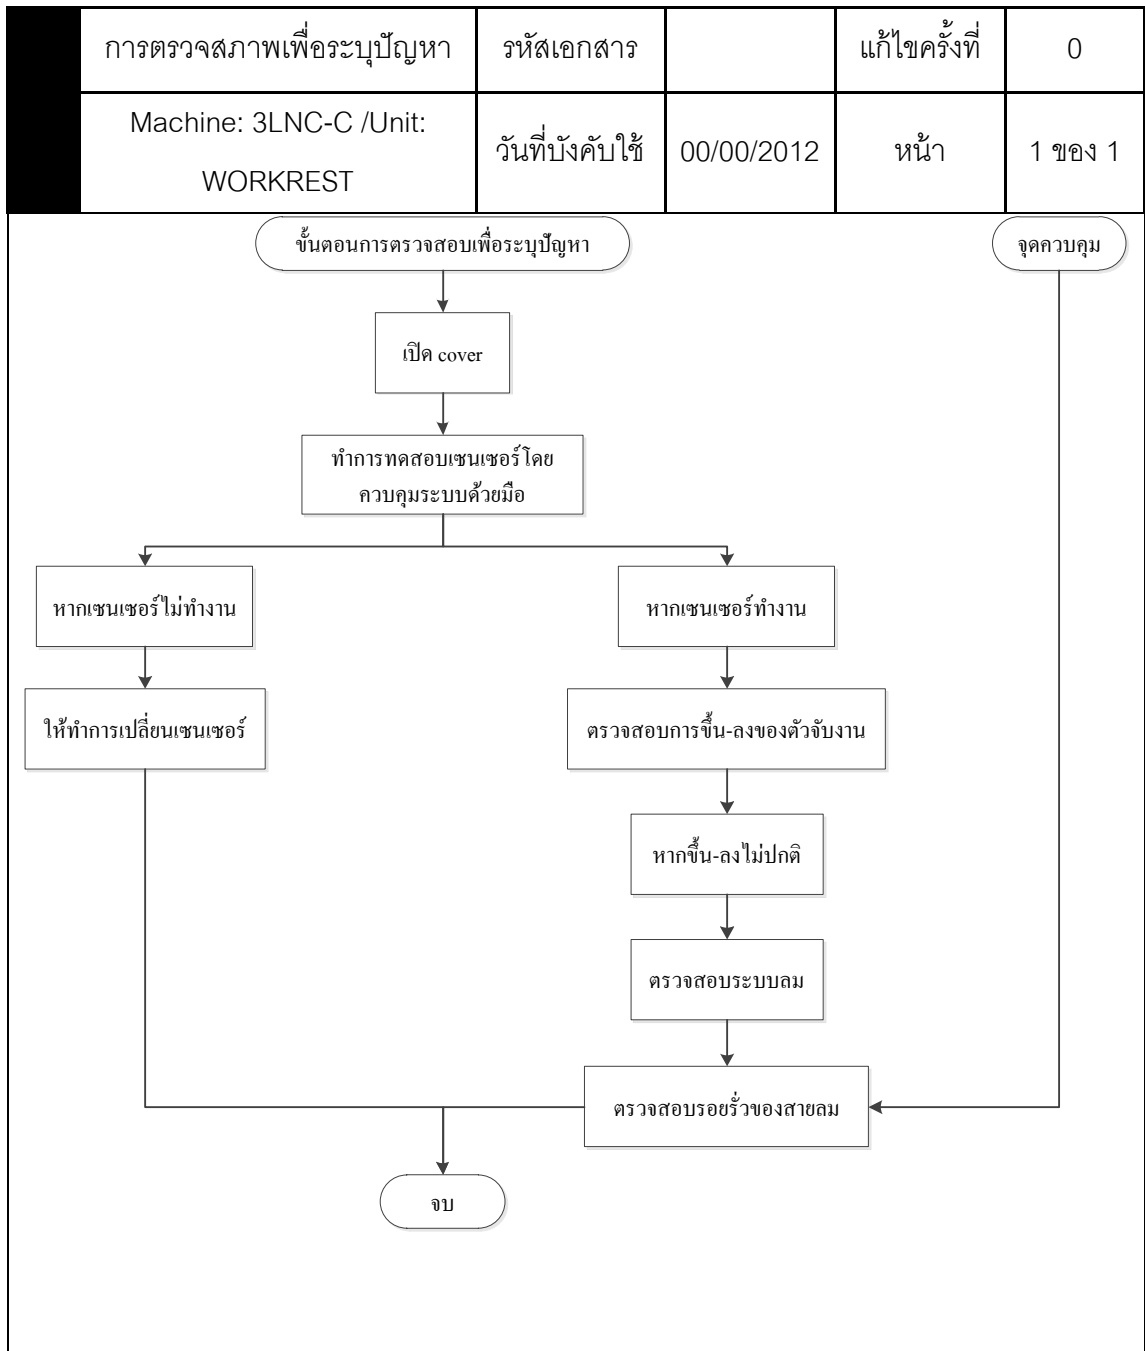 การตรวจสภาพเพื่อระบุปัญหา
รหัสเอกสาร
แก้ไขครั้งที่
0
Machine: 3LNC-C /Unit:
WORKREST
วันที่บังคับใช้
00/00/2012
หน้า
1 ของ 1
ขั้นตอนการตรวจสอบเพื่อระบุปัญหา
จุดควบคุม
เปิด cover
ทำการทดสอบเซนเซอร์โดย
ควบคุมระบบด้วยมือ
หากเซนเซอร์ไม่ทำงาน
หากเซนเซอร์ทำงาน
ให้ทำการเปลี่ยนเซนเซอร์
ตรวจสอบการขึ้น-ลงของตัวจับงาน
หากขึ้น-ลงไม่ปกติ
ตรวจสอบระบบลม
ตรวจสอบรอยรั่วของสายลม
จบ